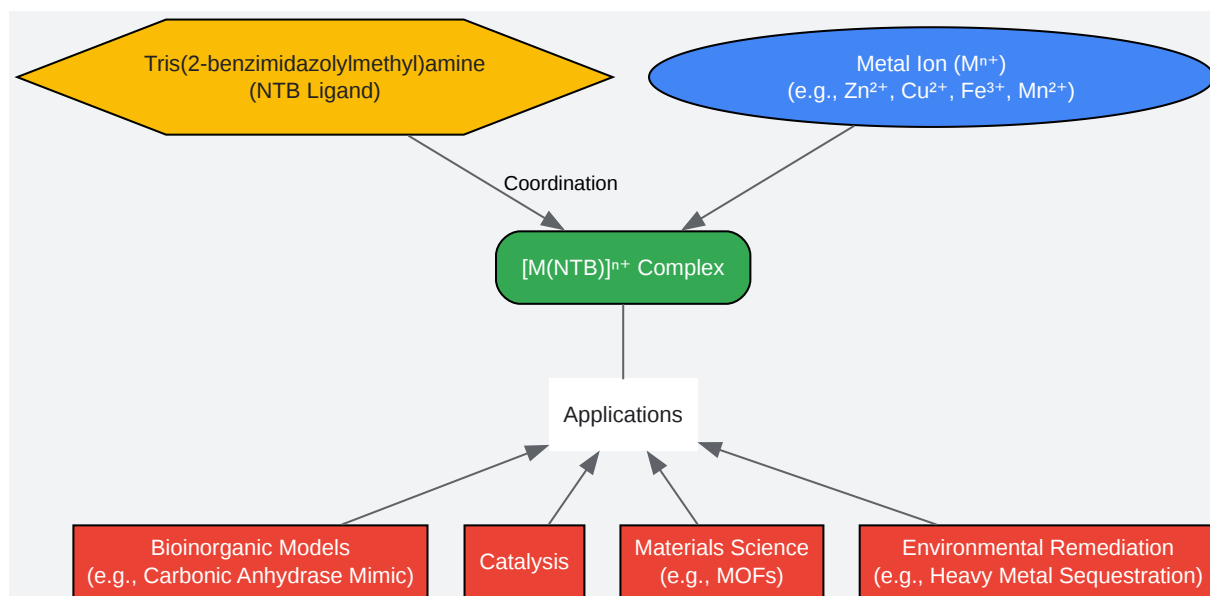 Tris(2-benzimidazolylmethyl)amine
(NTB Ligand)
Metal Ion (Mⁿ⁺)
(e.g., Zn²⁺, Cu²⁺, Fe³⁺, Mn²⁺)
Coordination
[M(NTB)]ⁿ⁺ Complex
Applications
Bioinorganic Models
(e.g., Carbonic Anhydrase Mimic)
Catalysis
Materials Science
(e.g., MOFs)
Environmental Remediation
(e.g., Heavy Metal Sequestration)